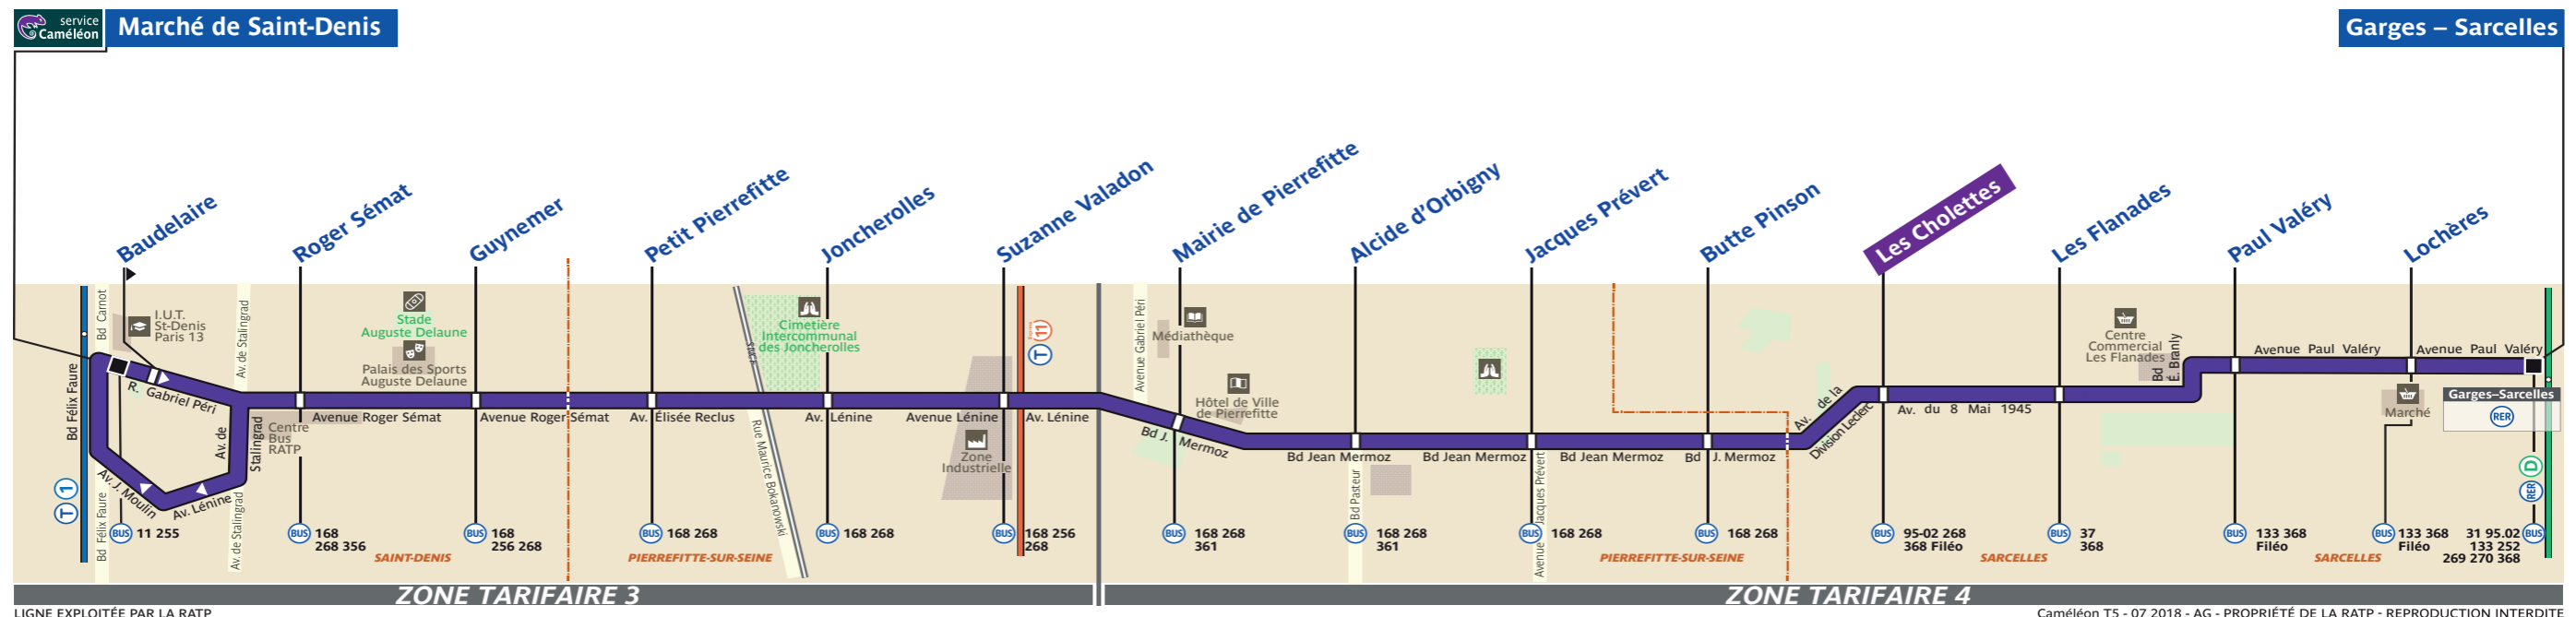 service
Caméléon
Marché de Saint-Denis
Garges – Sarcelles
Baudelaire
Roger Sémat
Guynemer
Petit Pierrefitte
Joncherolles
Suzanne Valadon
Mairie de Pierrefitte
Alcide d'Orbigny
Jacques Prévert
Butte Pinson
Les Cholettes
Les Flanades
Paul Valéry
Lochères
Bd Carnot
Bd Félix Faure
Bd Félix Faure
T 1
I.U.T.
St-Denis
Paris 13
R. Gabriel Péri
Av. J. Moulin
Av. Lénine
Av. de Stalingrad
Av. de
Stalingrad
Av. de Stalingrad
Centre
Bus
RATP
Stade
Auguste Delaune
Palais des Sports
Auguste Delaune
Avenue Roger Sémat
Avenue Roger Sémat
Av. Élisée Reclus
SNCF
Rue Maurice Bokanowski
Cimetière
Intercommunal
des Joncherolles
Av. Lénine
Avenue Lénine
Av. Lénine
Zone
Industrielle
T 11
Avenue Gabriel Péri
Médiathèque
Hôtel de Ville
de Pierrefitte
Bd J. Mermoz
Bd Jean Mermoz
Bd Pasteur
Bd Jean Mermoz
Avenue Jacques Prévert
Bd Jean Mermoz
Bd J. Mermoz
Av. de la
Division Leclerc
Av. du 8 Mai 1945
Centre
Commercial
Les Flanades
Bd
É. Branly
Avenue Paul Valéry
Avenue Paul Valéry
Marché
Garges–Sarcelles
RER
RER D
BUS 11 255
BUS 168
268 356
BUS 168
256 268
BUS 168 268
BUS 168 268
BUS 168 256
268
BUS 168 268
361
BUS 168 268
361
BUS 168 268
BUS 168 268
BUS 95-02 268
368 Filéo
BUS 37
368
BUS 133 368
Filéo
BUS 133 368
Filéo
31 95.02 BUS
133 252
269 270 368
SAINT-DENIS
PIERREFITTE-SUR-SEINE
PIERREFITTE-SUR-SEINE
SARCELLES
SARCELLES
ZONE TARIFAIRE 3
ZONE TARIFAIRE 4
LIGNE EXPLOITÉE PAR LA RATP
Caméléon T5 - 07 2018 - AG - PROPRIÉTÉ DE LA RATP - REPRODUCTION INTERDITE